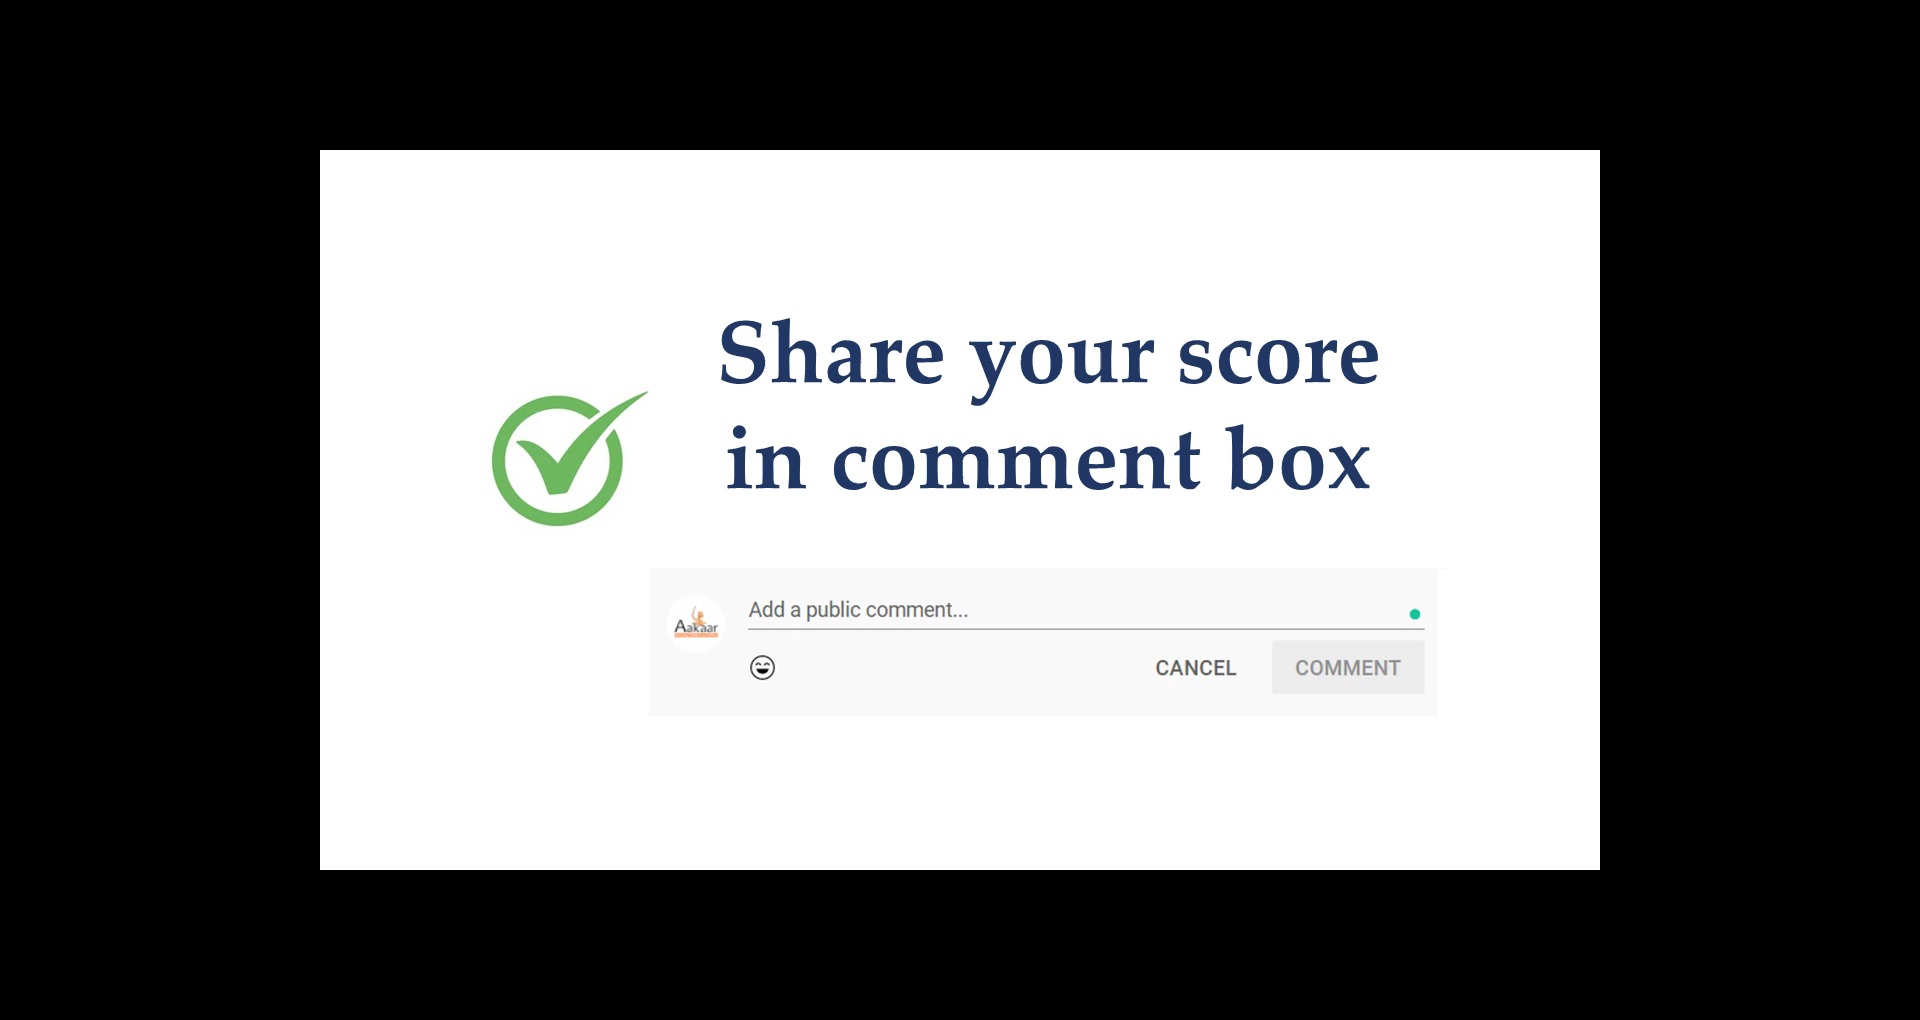 Share your score
in comment box
Add a public comment...
Aakaar
CANCEL COMMENT